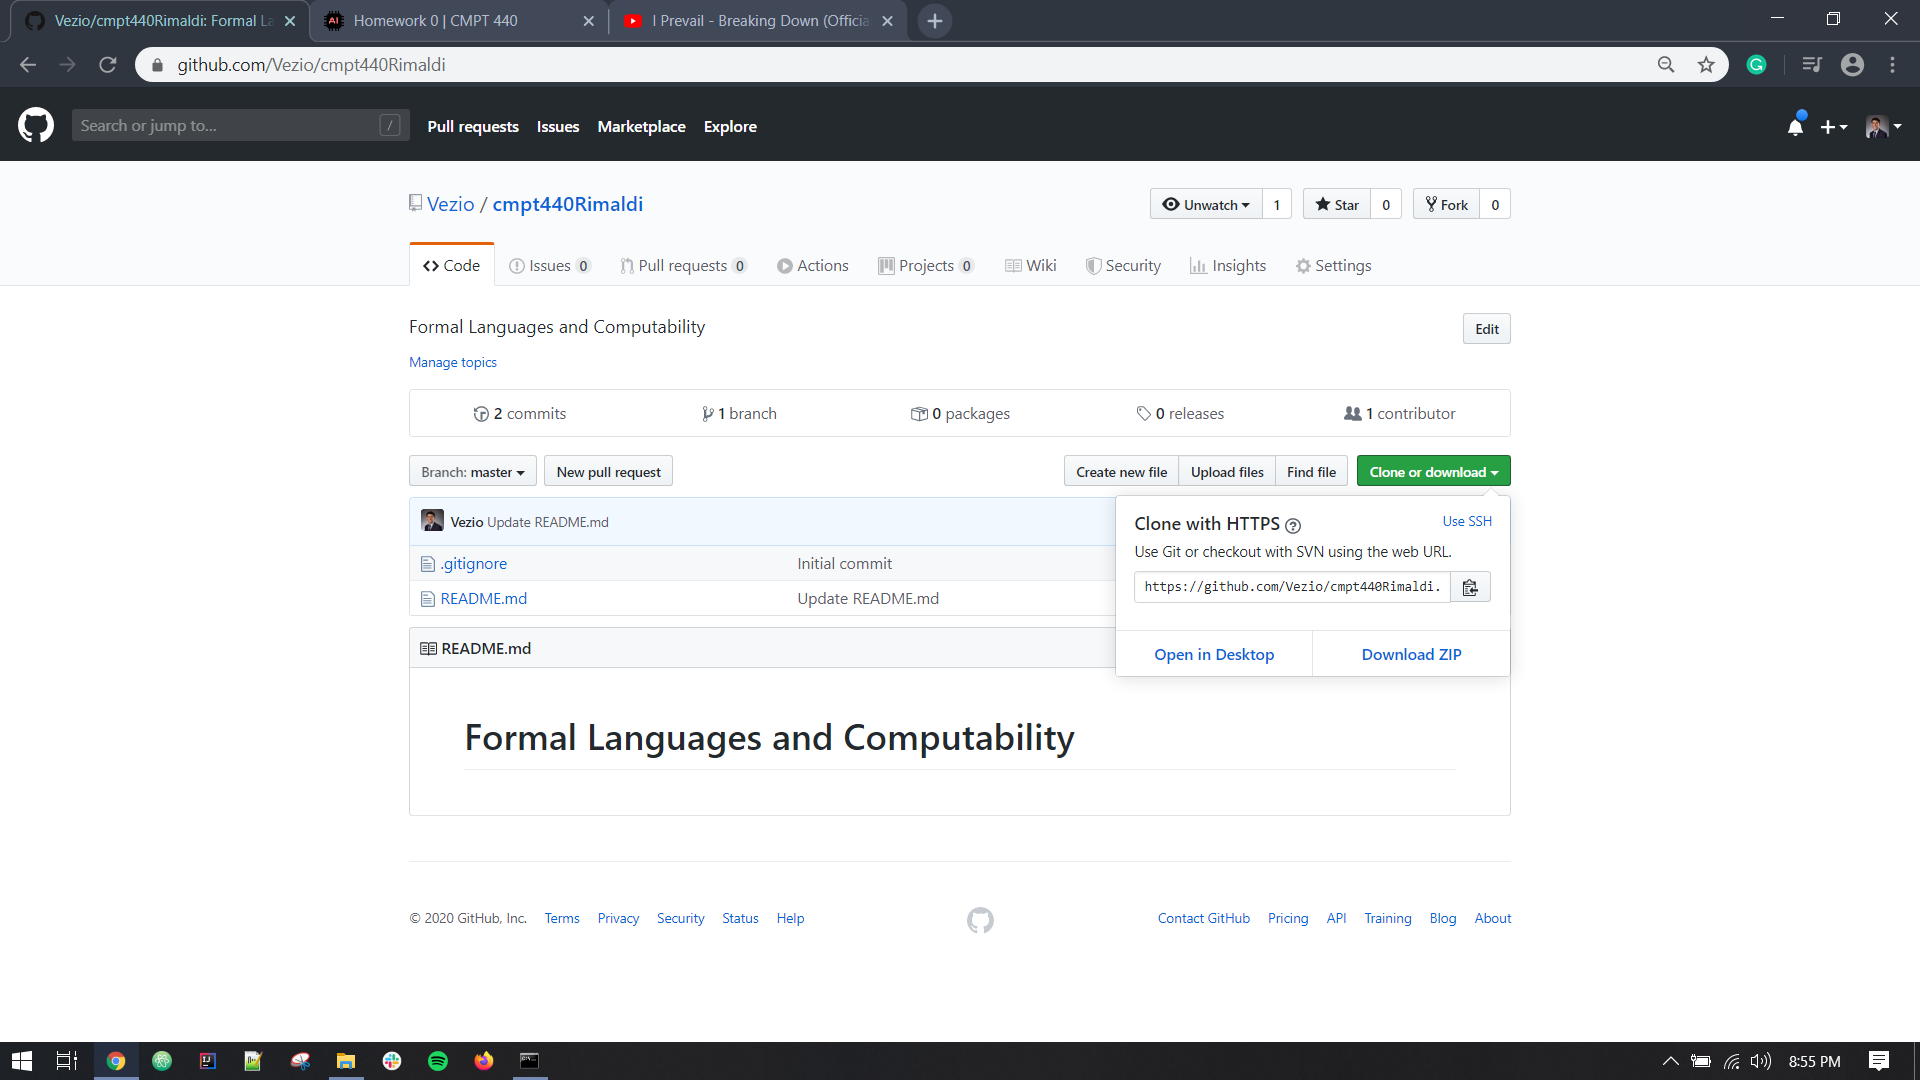 Vezio/cmpt440Rimaldi: Formal La
Homework 0 | CMPT 440
I Prevail - Breaking Down (Officia
github.com/Vezio/cmpt440Rimaldi
Search or jump to... /
Pull requests Issues Marketplace Explore
Vezio / cmpt440Rimaldi
Unwatch 1 Star 0 Fork 0
Code Issues 0 Pull requests 0 Actions Projects 0 Wiki Security Insights Settings
Formal Languages and Computability
Edit
Manage topics
2 commits 1 branch 0 packages 0 releases 1 contributor
Branch: master New pull request Create new file Upload files Find file Clone or download
Vezio Update README.md
.gitignore Initial commit
README.md Update README.md
Clone with HTTPS ? Use SSH
Use Git or checkout with SVN using the web URL.
https://github.com/Vezio/cmpt440Rimaldi.
Open in Desktop Download ZIP
README.md
Formal Languages and Computability
© 2020 GitHub, Inc. Terms Privacy Security Status Help
Contact GitHub Pricing API Training Blog About
8:55 PM